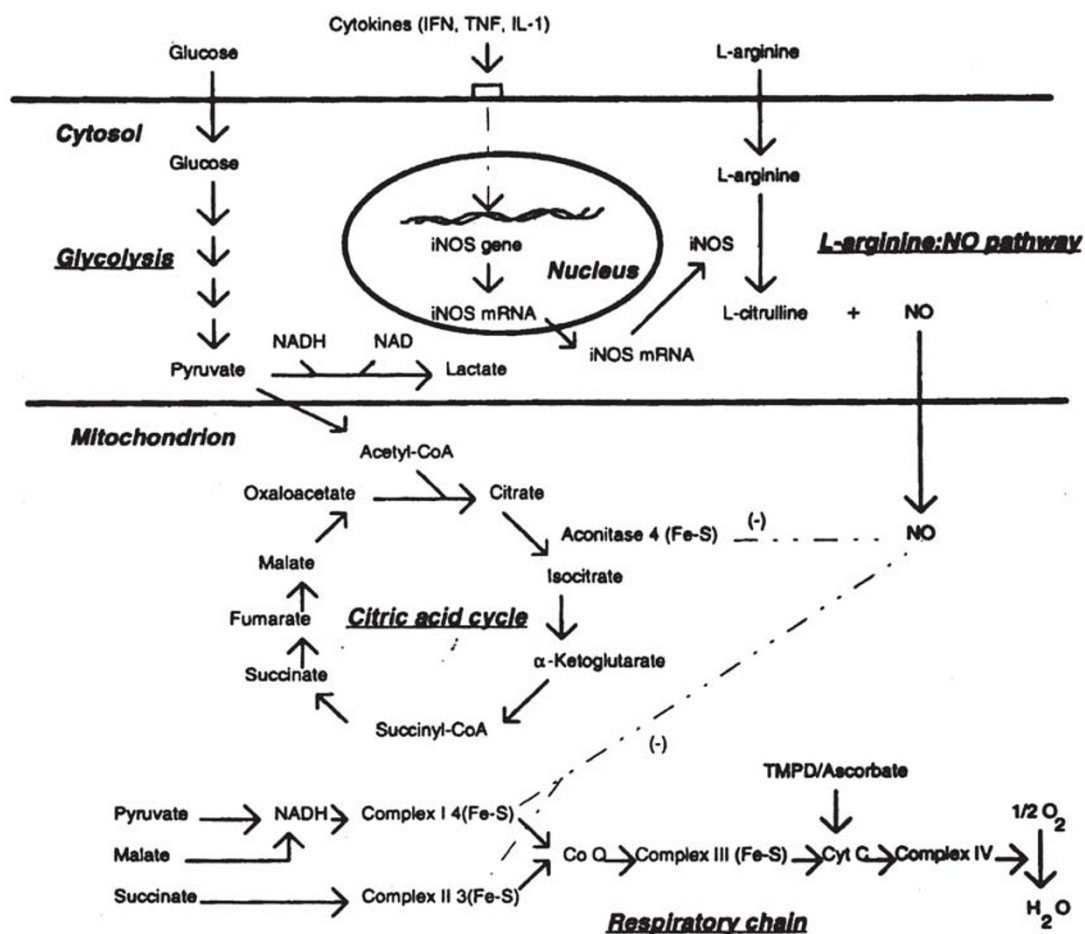 Cytokines (IFN, TNF, IL-1)
Glucose
L-arginine
Cytosol
Glucose
L-arginine
iNOS gene
iNOS
L-arginine:NO pathway
Glycolysis
Nucleus
iNOS mRNA
L-citrulline + NO
NADH NAD
iNOS mRNA
Pyruvate
Lactate
Mitochondrion
Acetyl-CoA
Oxaloacetate
Citrate
Aconitase 4 (Fe-S)
(-)
NO
Malate
Isocitrate
Fumarate
Citric acid cycle
α-Ketoglutarate
Succinate
Succinyl-CoA
(-)
TMPD/Ascorbate
Pyruvate
NADH
Complex I 4(Fe-S)
1/2 O2
Malate
Co Q
Complex III (Fe-S)
Cyt C
Complex IV
Succinate
Complex II 3(Fe-S)
H2O
Respiratory chain